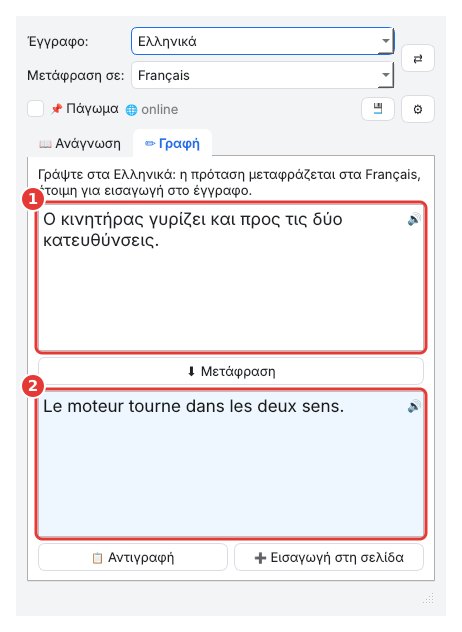 Έγγραφο:
Ελληνικά
Μετάφραση σε:
Français
Πάγωμα
online
Ανάγνωση
Γραφή
Γράψτε στα Ελληνικά: η πρόταση μεταφράζεται στα Français,
έτοιμη για εισαγωγή στο έγγραφο.
1
Ο κινητήρας γυρίζει και προς τις δύο
κατευθύνσεις.
Μετάφραση
2
Le moteur tourne dans les deux sens.
Αντιγραφή
Εισαγωγή στη σελίδα